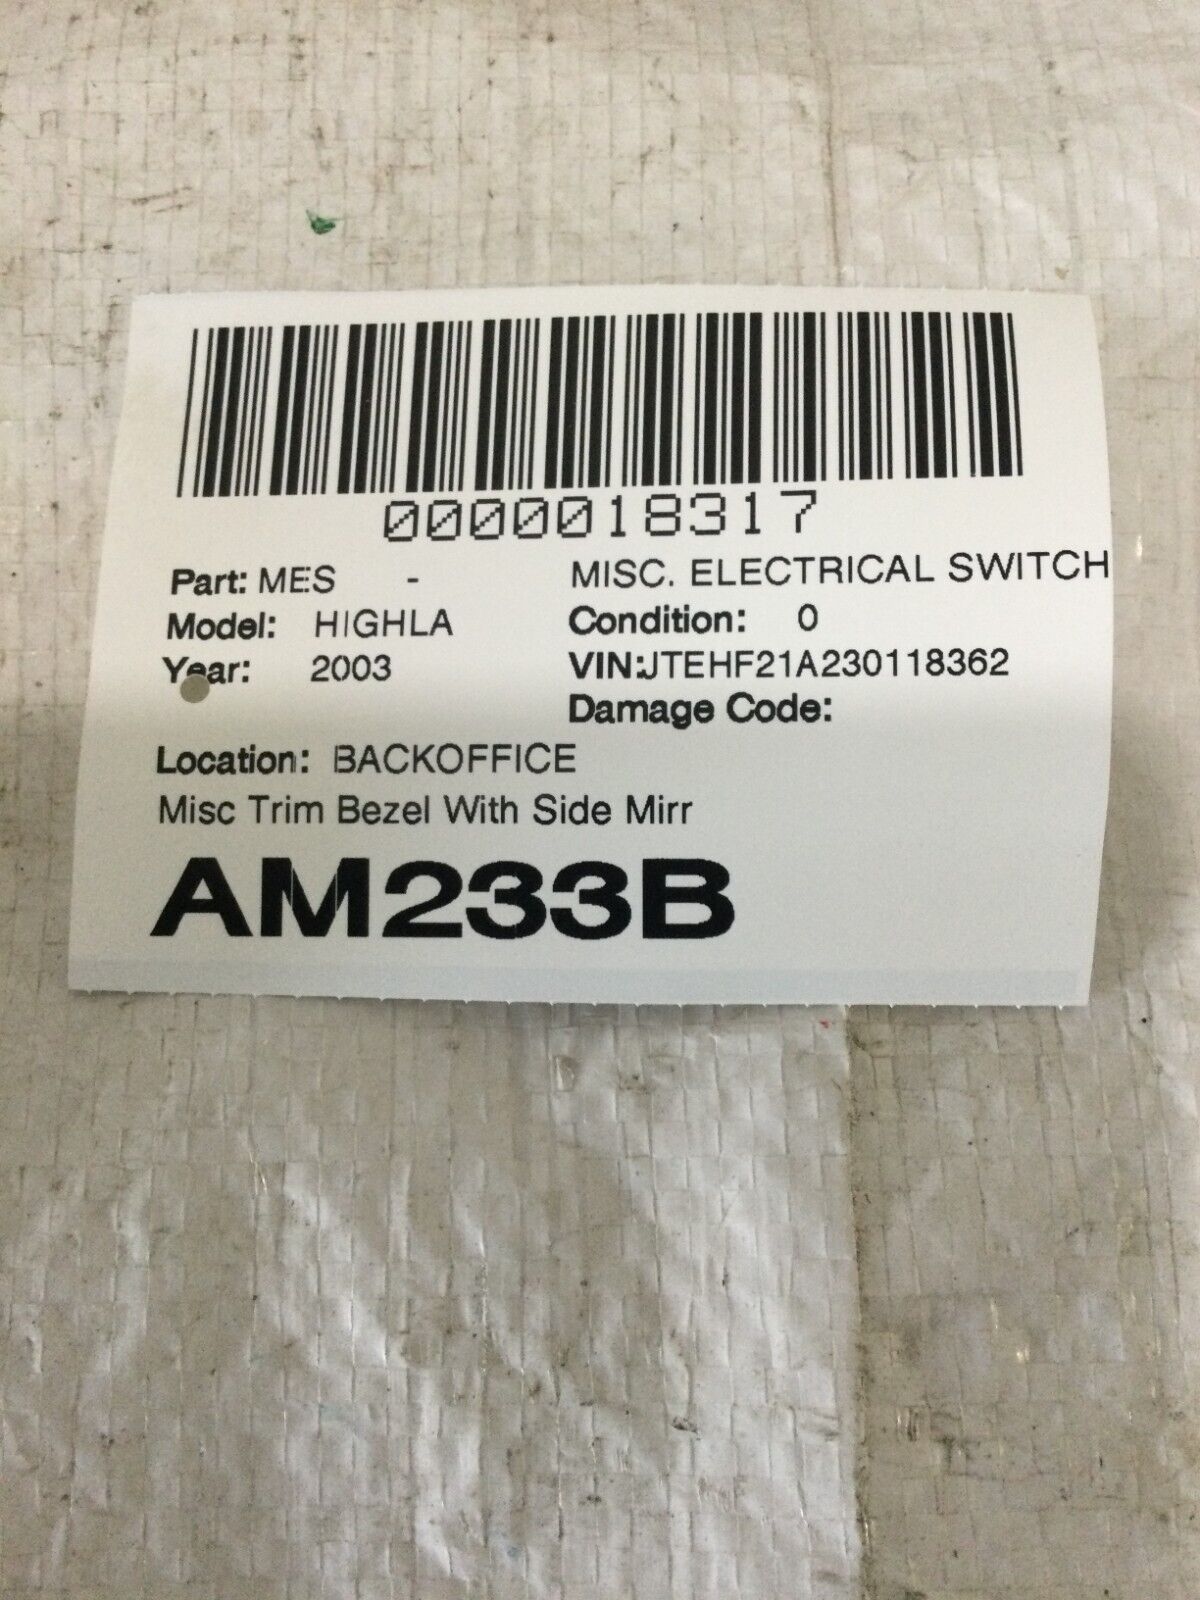 0000018317
Part: MES - MISC. ELECTRICAL SWITCH
Model: HIGHLA Condition: 0
Year: 2003 VIN:JTEHF21A230118362
Damage Code:
Location: BACKOFFICE
Misc Trim Bezel With Side Mirr
AM233B